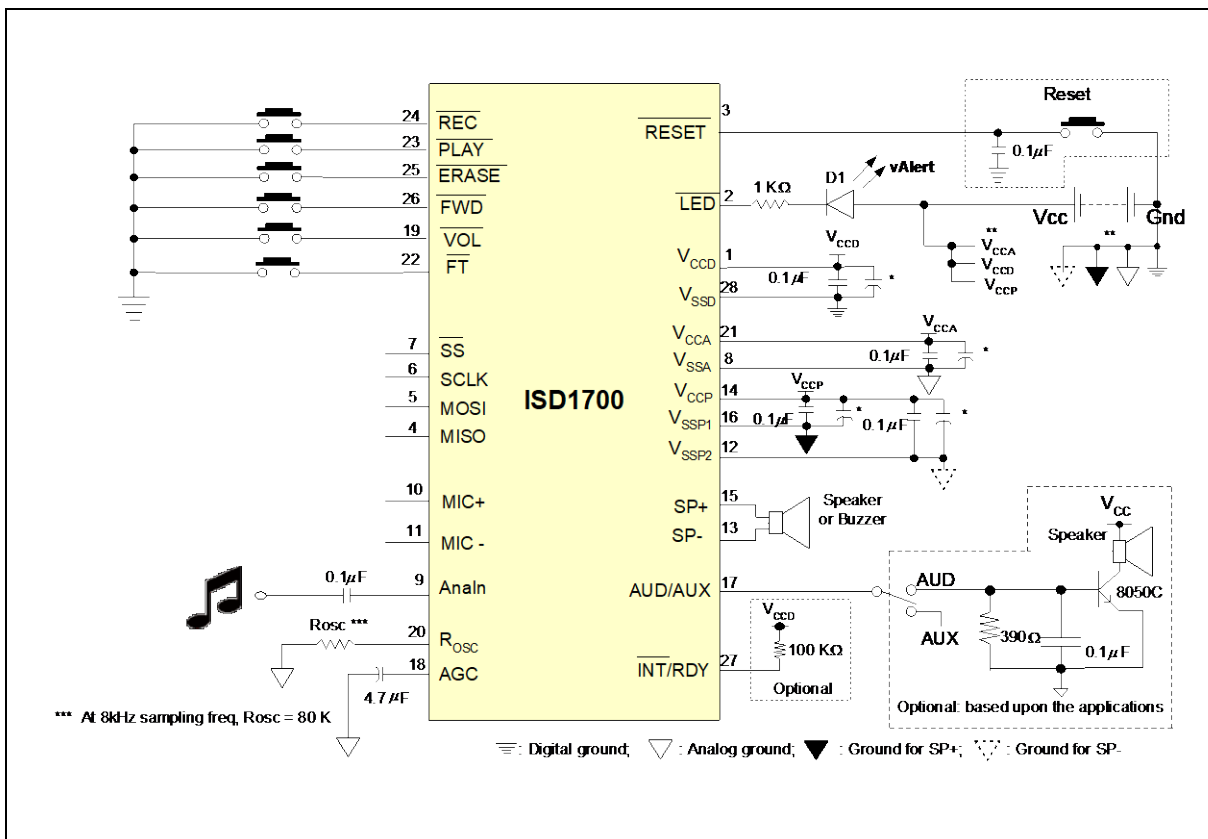 24
REC
23
PLAY
25
ERASE
26
FWD
19
VOL
22
FT
7
SS
6
SCLK
5
MOSI
4
MISO
10
MIC+
11
MIC -
0.1µF
9
AnaIn
Rosc ***
20
ROSC
18
AGC
4.7µF
*** At 8kHz sampling freq, Rosc = 80 K
ISD1700
3
RESET
Reset
0.1µF
D1
vAlert
2
LED
1 KΩ
Vcc
Gnd
**
**
VCCA
VCCD
VCCP
VCCD
1
VCCD
0.1µF
*
28
VSSD
VCCA
21
VCCA
0.1µF
*
8
VSSA
VCCP
14
VCCP
0.1µF
*
0.1µF
*
16
VSSP1
12
VSSP2
15
SP+
Speaker
or Buzzer
13
SP-
17
AUD/AUX
AUD
AUX
VCC
Speaker
8050C
390Ω
0.1µF
Optional: based upon the applications
VCCD
100 KΩ
27
INT/RDY
Optional
: Digital ground;
: Analog ground;
: Ground for SP+;
: Ground for SP-